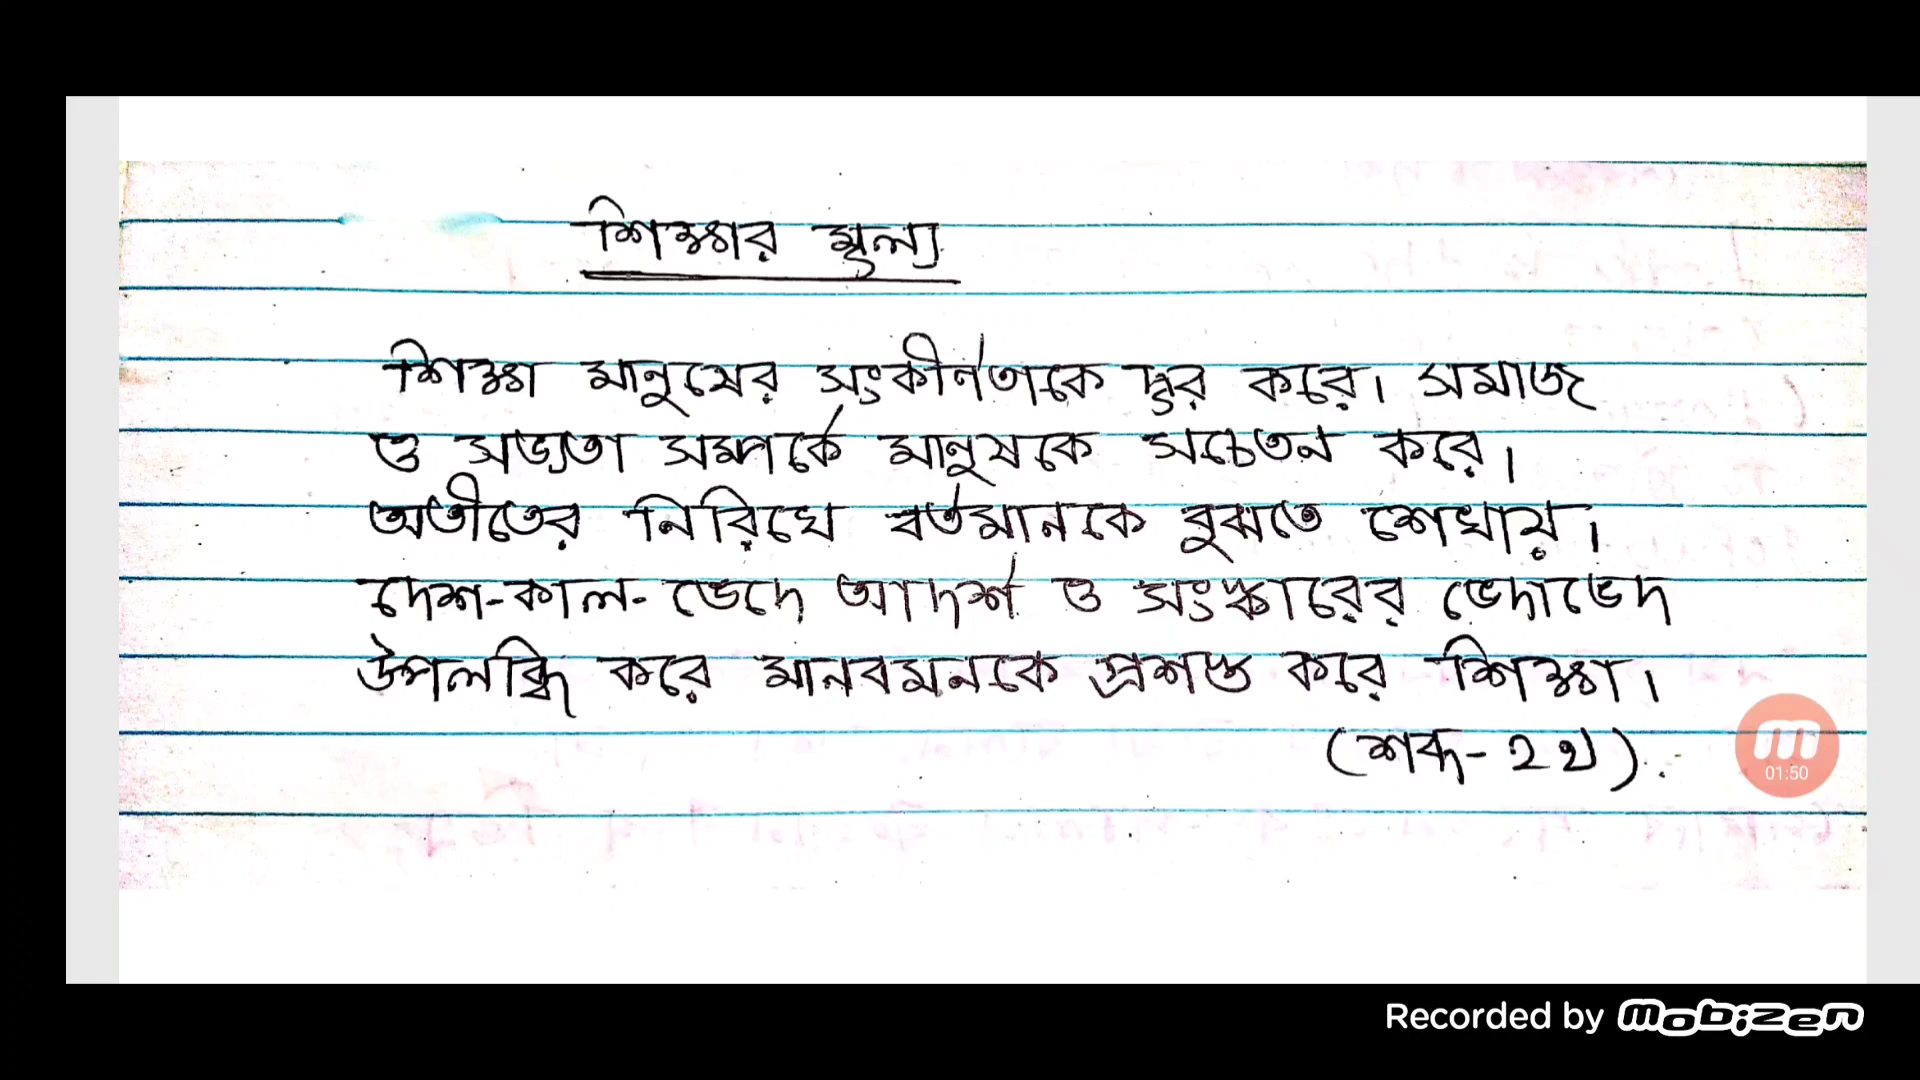 শিক্ষার মূল্য
শিক্ষা মানুষের সংকীর্ণতাকে দূর করে। সমাজ
ও সভ্যতা সম্পর্কে মানুষকে সচেতন করে।
অতীতের নিরিখে বর্তমানকে বুঝতে শেখায়।
দেশ-কাল-ভেদে আদর্শ ও সংস্কারের ভেদাভেদ
উপলব্ধি করে মানবমনকে প্রশস্ত করে শিক্ষা।
(শব্দ- ২৮)
m
01:50
Recorded by mobizen